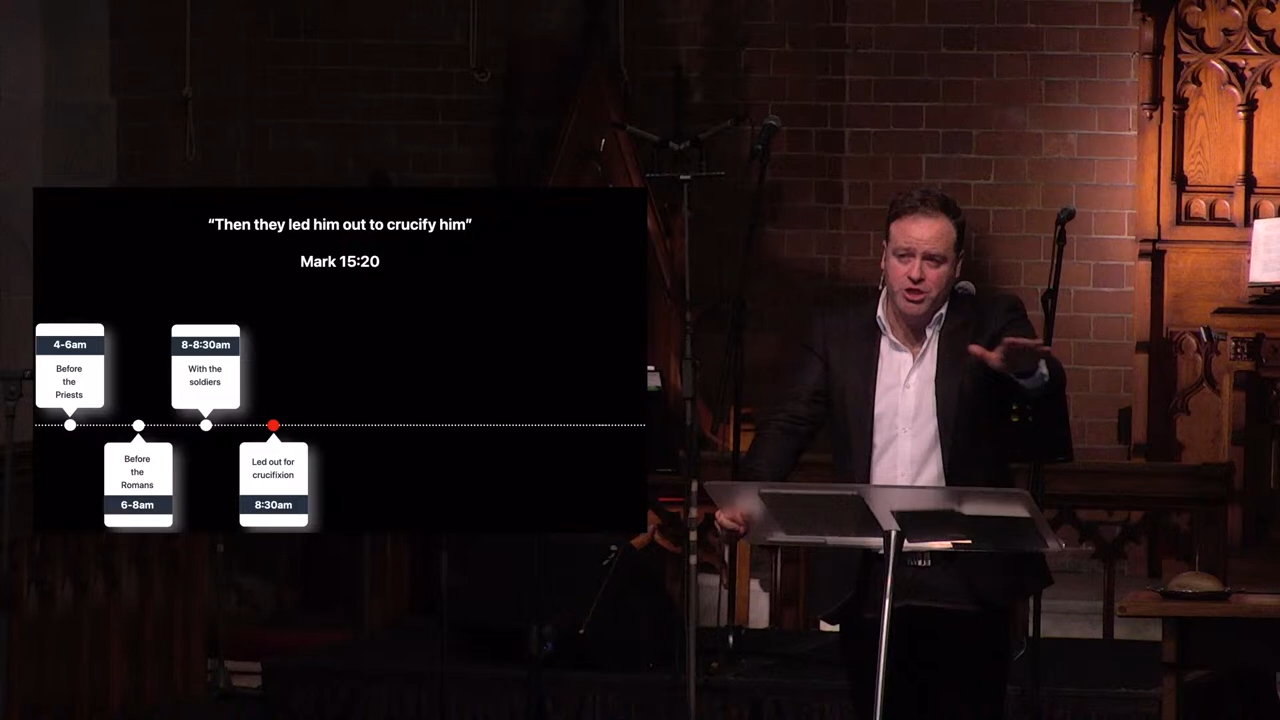 “Then they led him out to crucify him”
Mark 15:20
4-6am
Before
the
Priests
8-8:30am
With the
soldiers
Before
the
Romans
6-8am
Led out for
crucifixion
8:30am